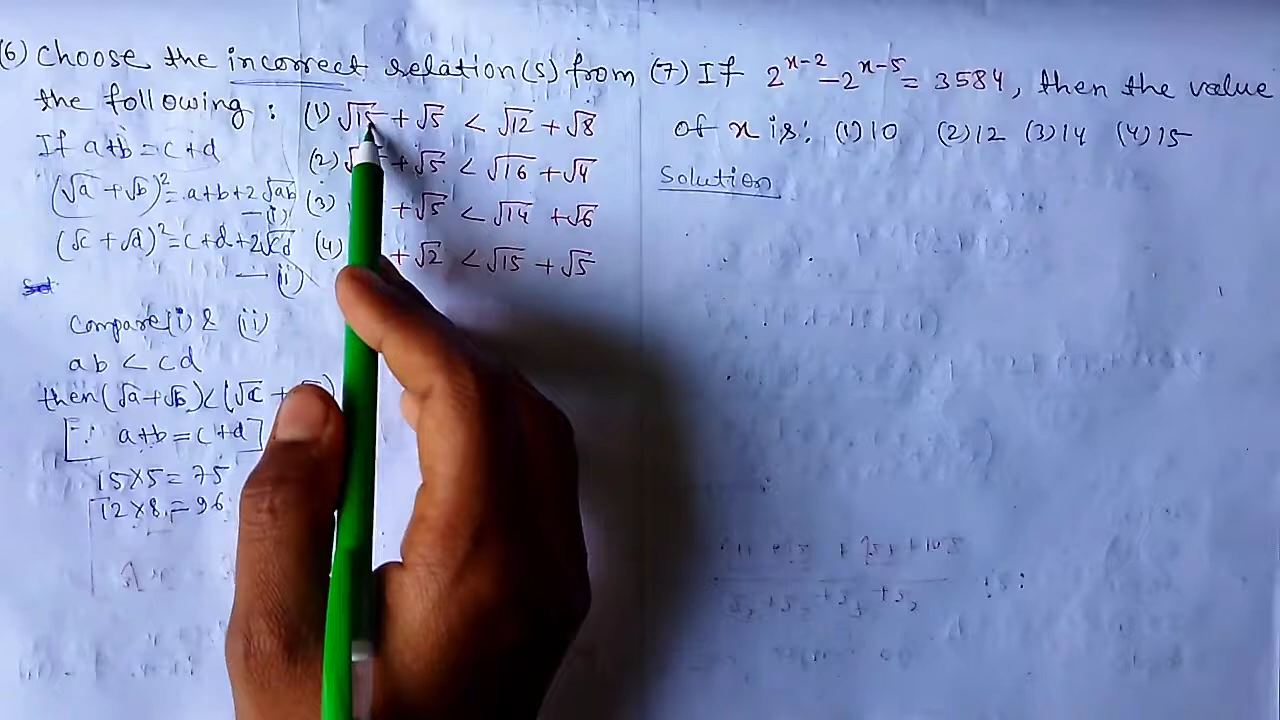 (6) Choose the incorrect relation(s) from
the following : (1) √15 + √5 < √12 + √8
If a+b = c+d
(2) √ + √5 < √16 + √4
(√a + √b)² = a+b+2√ab
—(i)
(3) + √5 < √14 + √6
(√c + √d)² = c+d+2√cd
—(i)
(4) + √2 < √15 + √5
Compare (i) & (ii)
ab < cd
then (√a+√b) < (√c +
[∵ a+b = c+d]
15×5 = 75
12×8 = 96
(7) If 2^{x-2} - 2^{x-5} = 3584, then the value
of x is: (1) 10 (2) 12 (3) 14 (4) 15
Solution